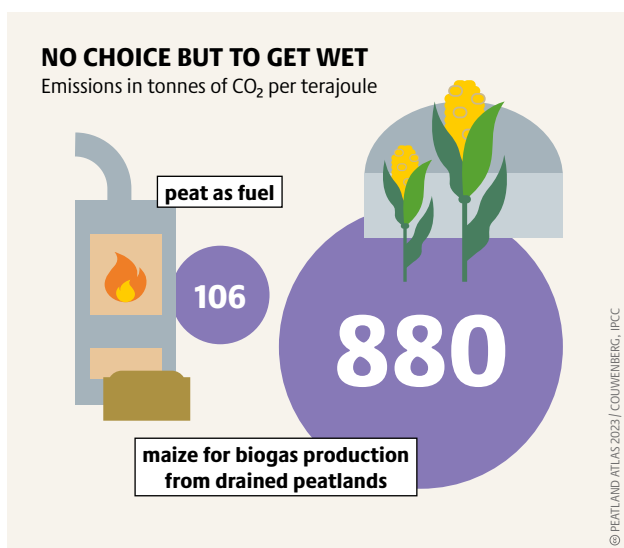 NO CHOICE BUT TO GET WET
Emissions in tonnes of CO₂ per terajoule
peat as fuel
106
880
maize for biogas production
from drained peatlands
🅭 PEATLAND ATLAS 2023 / COUWENBERG, IPCC